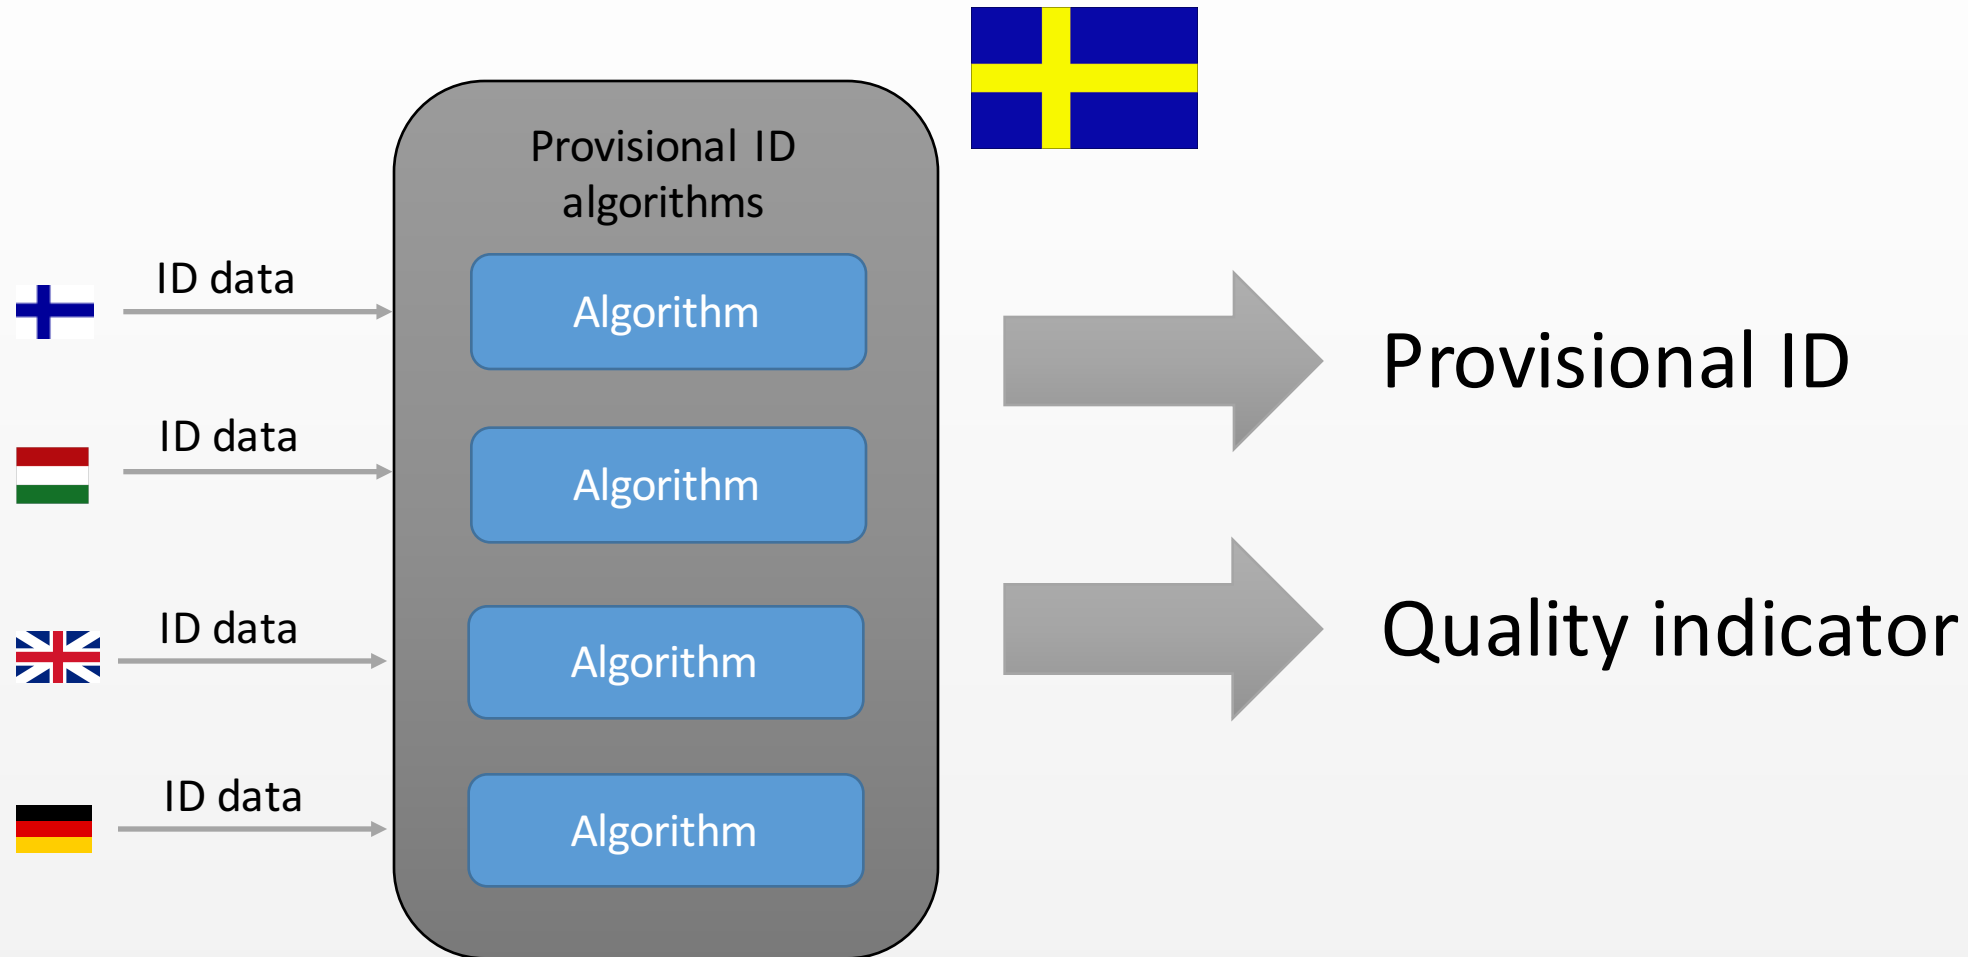 Provisional ID
algorithms
ID data
Algorithm
Provisional ID
ID data
Algorithm
ID data
Algorithm
Quality indicator
ID data
Algorithm